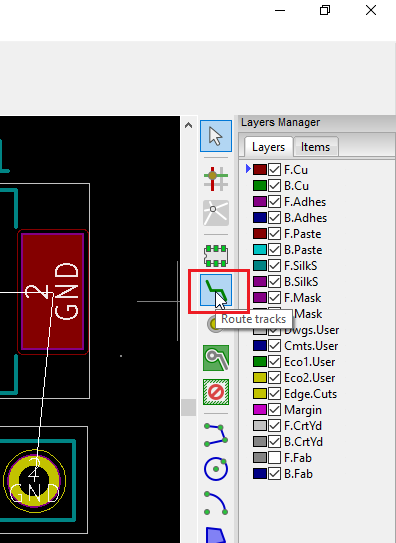 Layers Manager
Layers Items
F.Cu
B.Cu
F.Adhes
B.Adhes
F.Paste
B.Paste
F.SilkS
B.SilkS
F.Mask
.Mask
Route tracks
Dwgs.User
Cmts.User
Eco1.User
Eco2.User
Edge.Cuts
Margin
F.CrtYd
B.CrtYd
F.Fab
B.Fab
2
GND
2
GND